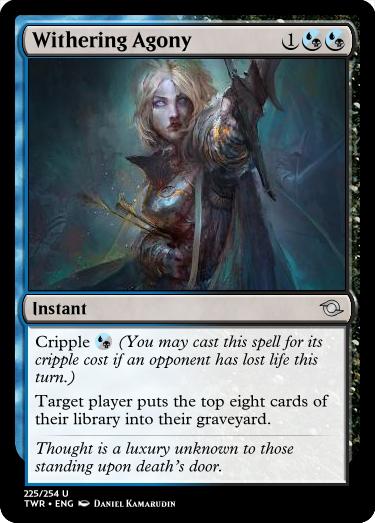 Withering Agony 1
Instant
Cripple (You may cast this spell for its
cripple cost if an opponent has lost life this
turn.)
Target player puts the top eight cards of
their library into their graveyard.
Thought is a luxury unknown to those
standing upon death's door.
225/254 U
TWR • ENG Daniel Kamarudin